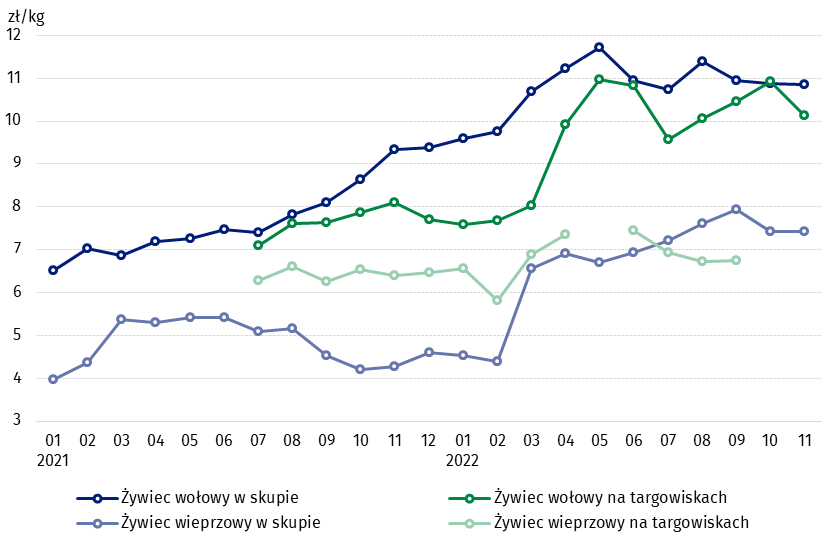 zł/kg
12
11
10
9
8
7
6
5
4
3
01 02 03 04 05 06 07 08 09 10 11 12 01 02 03 04 05 06 07 08 09 10 11
2021 2022
Żywiec wołowy w skupie Żywiec wołowy na targowiskach
Żywiec wieprzowy w skupie Żywiec wieprzowy na targowiskach